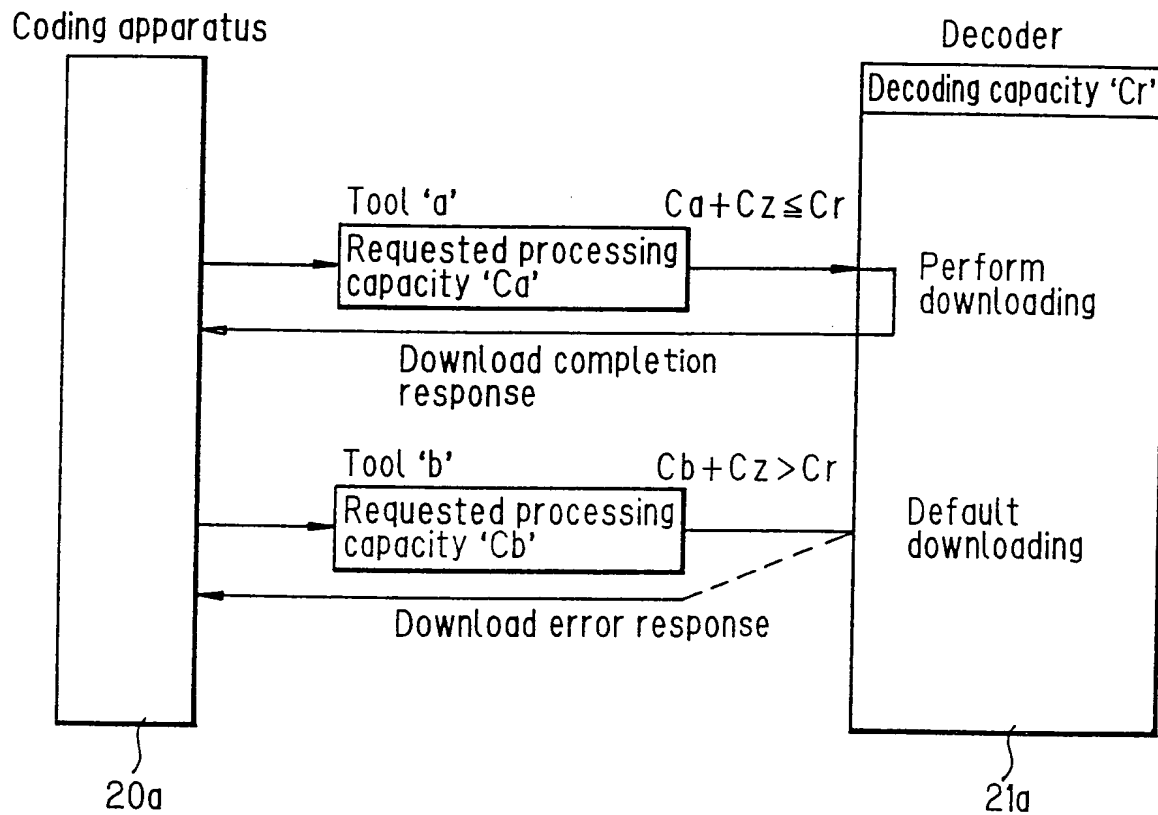 Coding apparatus
Decoder
Decoding capacity 'Cr'
Tool 'a'
Ca+Cz≦Cr
Requested processing
capacity 'Ca'
Perform
downloading
Download completion
response
Tool 'b'
Cb+Cz>Cr
Requested processing
capacity 'Cb'
Default
downloading
Download error response
20a
21a